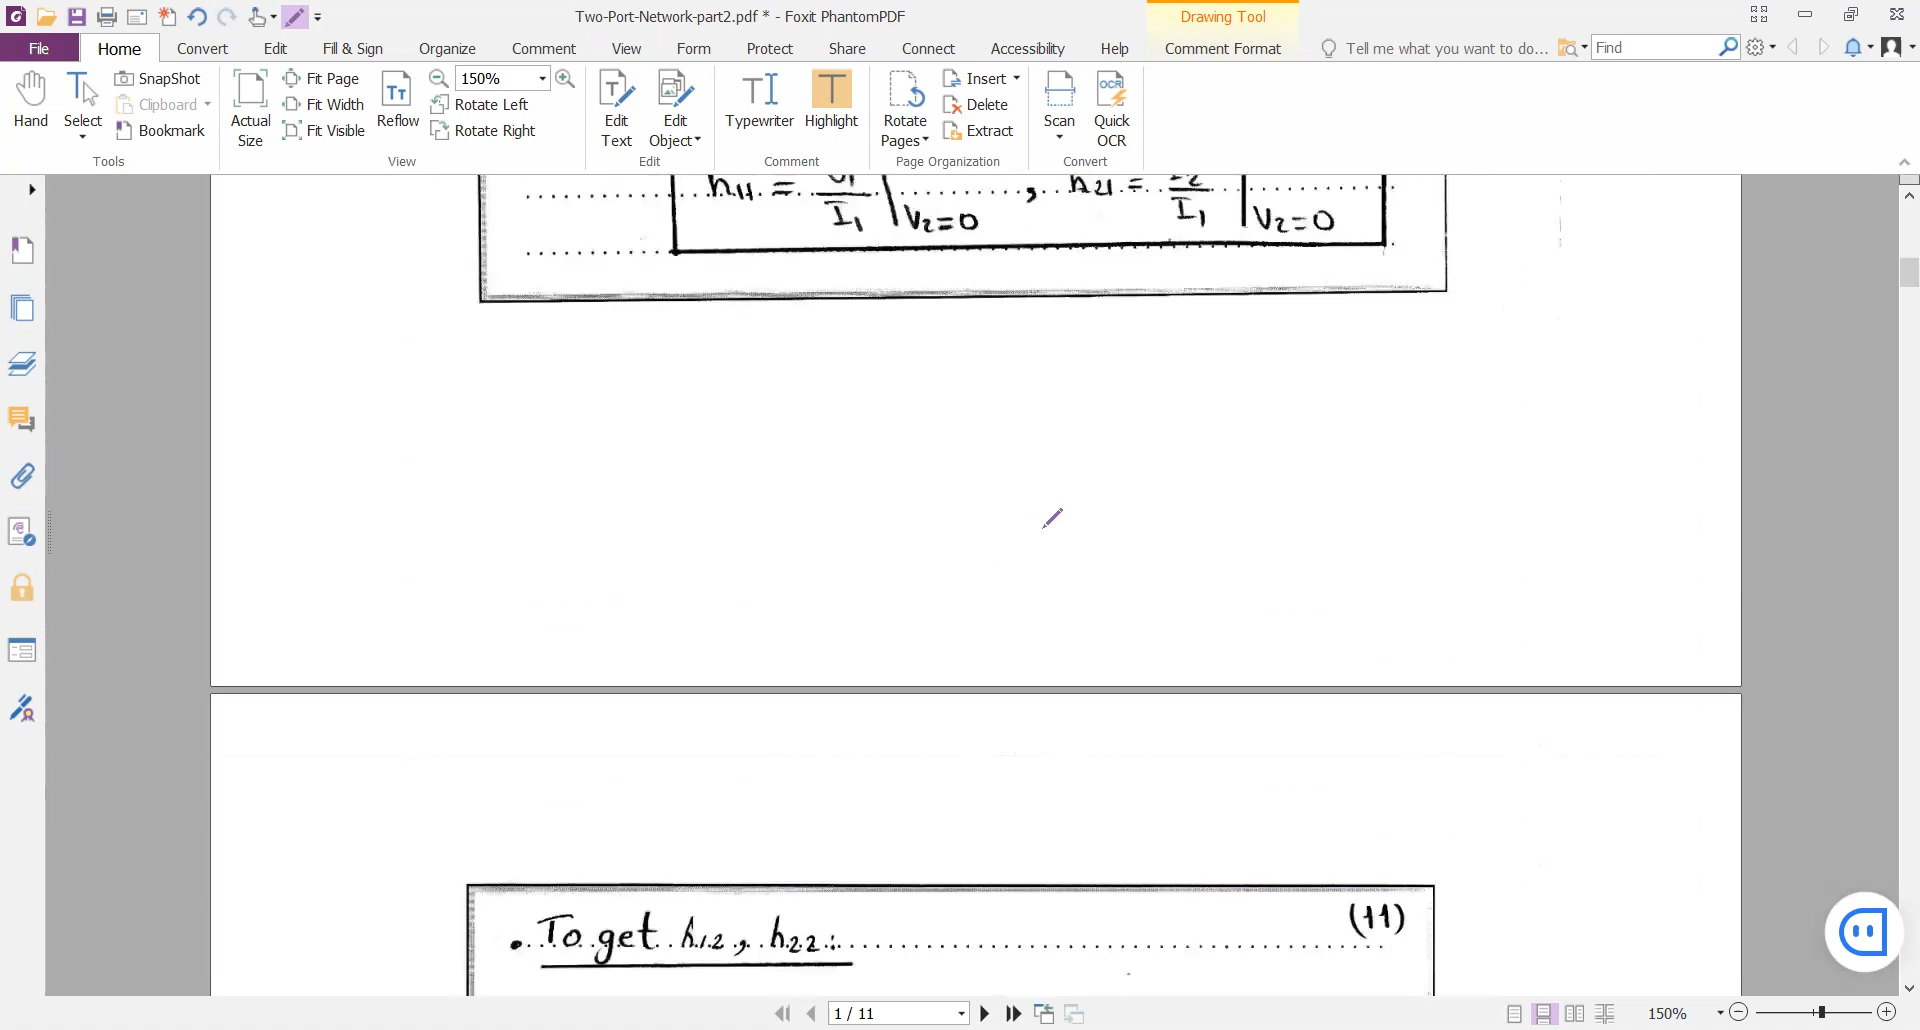 Two-Port-Network-part2.pdf * - Foxit PhantomPDF
Drawing Tool
File
Home
Convert
Edit
Fill & Sign
Organize
Comment
View
Form
Protect
Share
Connect
Accessibility
Help
Comment Format
Tell me what you want to do...
Find
Hand
Select
SnapShot
Clipboard
Bookmark
Tools
Actual Size
Fit Page
Fit Width
Fit Visible
Reflow
150%
Rotate Left
Rotate Right
View
Edit Text
Edit Object
Edit
Typewriter
Highlight
Comment
Rotate Pages
Insert
Delete
Extract
Page Organization
Scan
Quick OCR
Convert
h11 = V1/I1 | V2=0 , h21 = I2/I1 | V2=0
(11)
• To get h12, h22:
1 / 11
150%